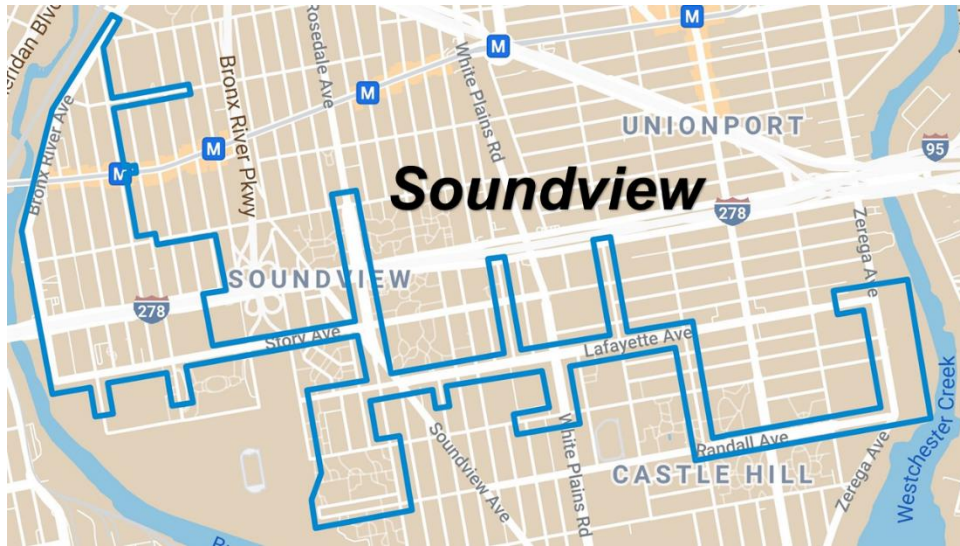 eridan Blvd
Bronx River Ave
Bronx River Pkwy
Rosedale Ave
White Plains Rd
M
M
M
M
M
UNIONPORT
95
Soundview
278
Zerega Ave
SOUNDVIEW
278
Story Ave
Lafayette Ave
Westchester Creek
Soundview Ave
White Plains Rd
Randall Ave
CASTLE HILL
Zerega Ave